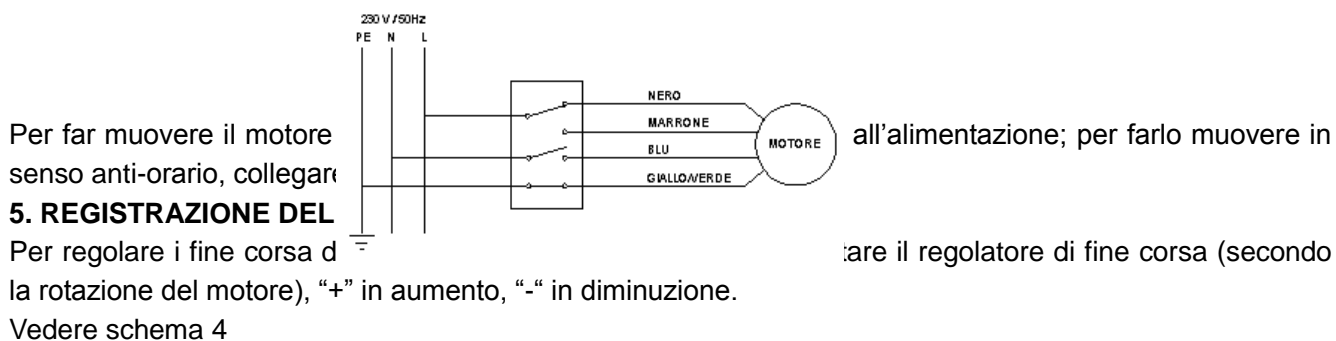 230 V / 50Hz
PE N L
NERO
MARRONE
BLU
GIALLO/VERDE
MOTORE
Per far muovere il motore all’alimentazione; per farlo muovere in
senso anti-orario, collegare
5. REGISTRAZIONE DEL
Per regolare i fine corsa il regolatore di fine corsa (secondo
la rotazione del motore), “+” in aumento, “-“ in diminuzione.
Vedere schema 4